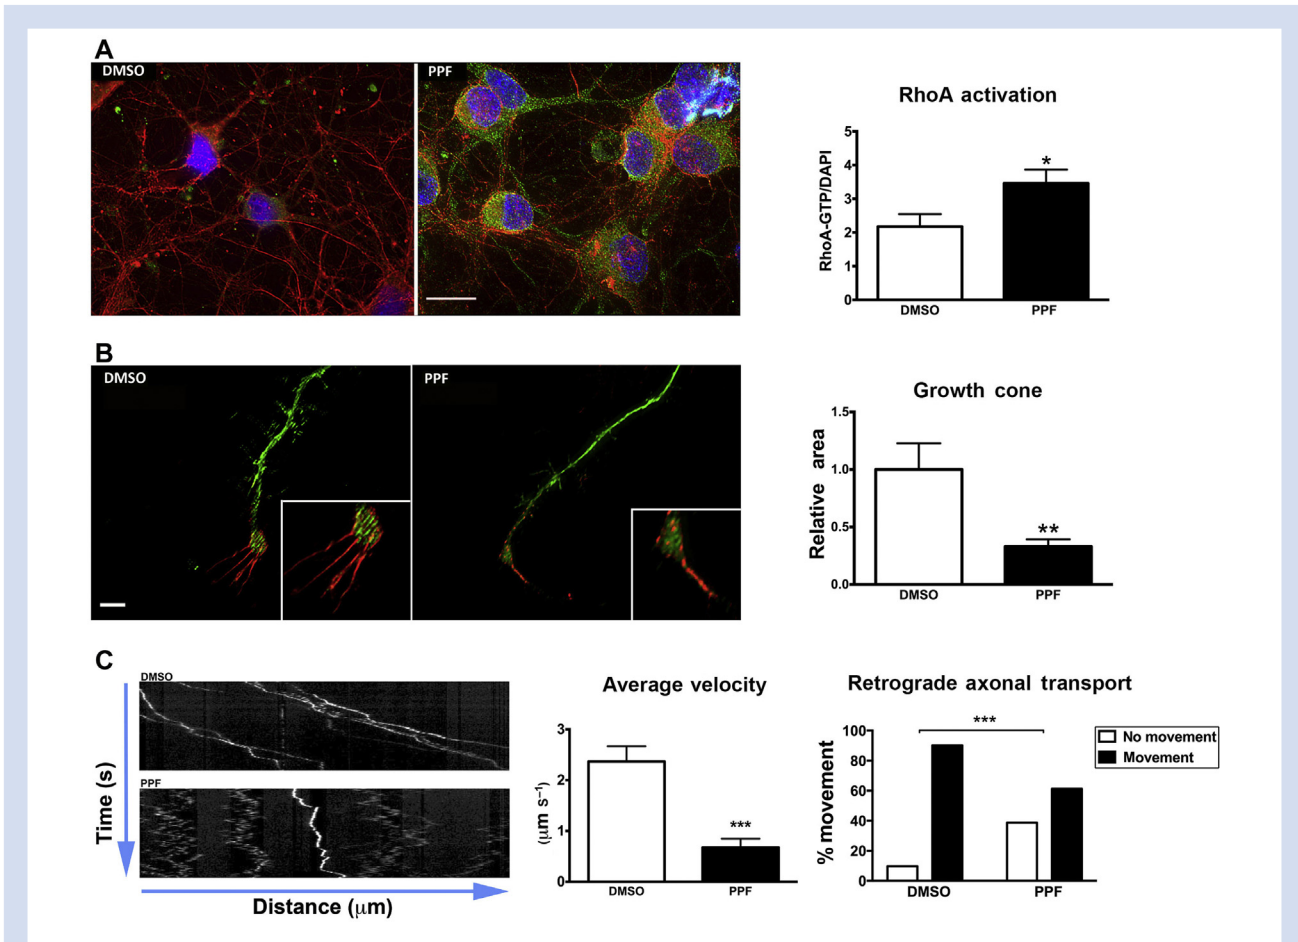 A
DMSO
PPF
RhoA activation
RhoA-GTP/DAPI
5
4
3
2
1
0
*
DMSO
PPF
B
DMSO
PPF
Growth cone
Relative area
1.5
1.0
0.5
0.0
**
DMSO
PPF
C
DMSO
PPF
Time (s)
Distance (μm)
Average velocity
(μm s⁻¹)
3
2
1
0
***
DMSO
PPF
Retrograde axonal transport
% movement
100
80
60
40
20
0
***
DMSO
PPF
No movement
Movement